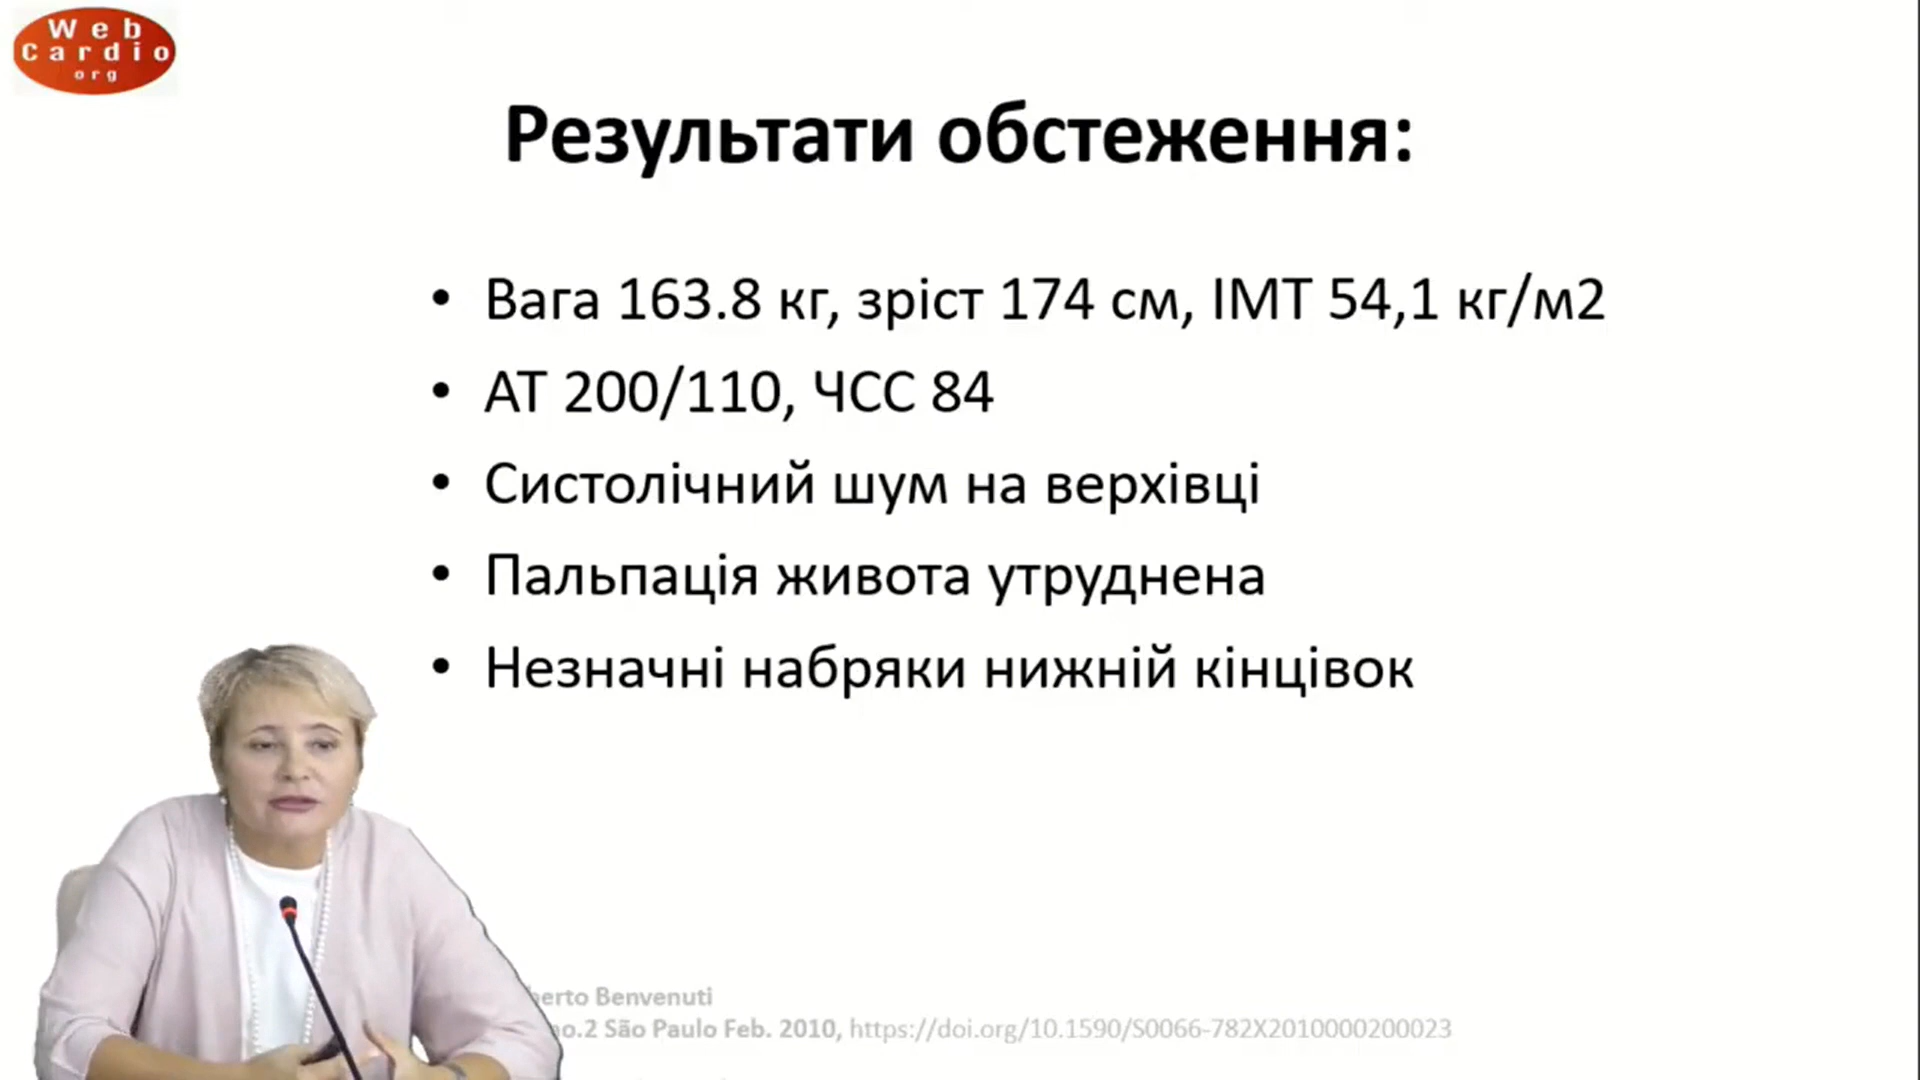 Web
Cardio
org
Результати обстеження:
• Вага 163.8 кг, зріст 174 см, ІМТ 54,1 кг/м2
• АТ 200/110, ЧСС 84
• Систолічний шум на верхівці
• Пальпація живота утруднена
• Незначні набряки нижній кінцівок
Benvenuti
no.2 São Paulo Feb. 2010, https://doi.org/10.1590/S0066-782X2010000200023